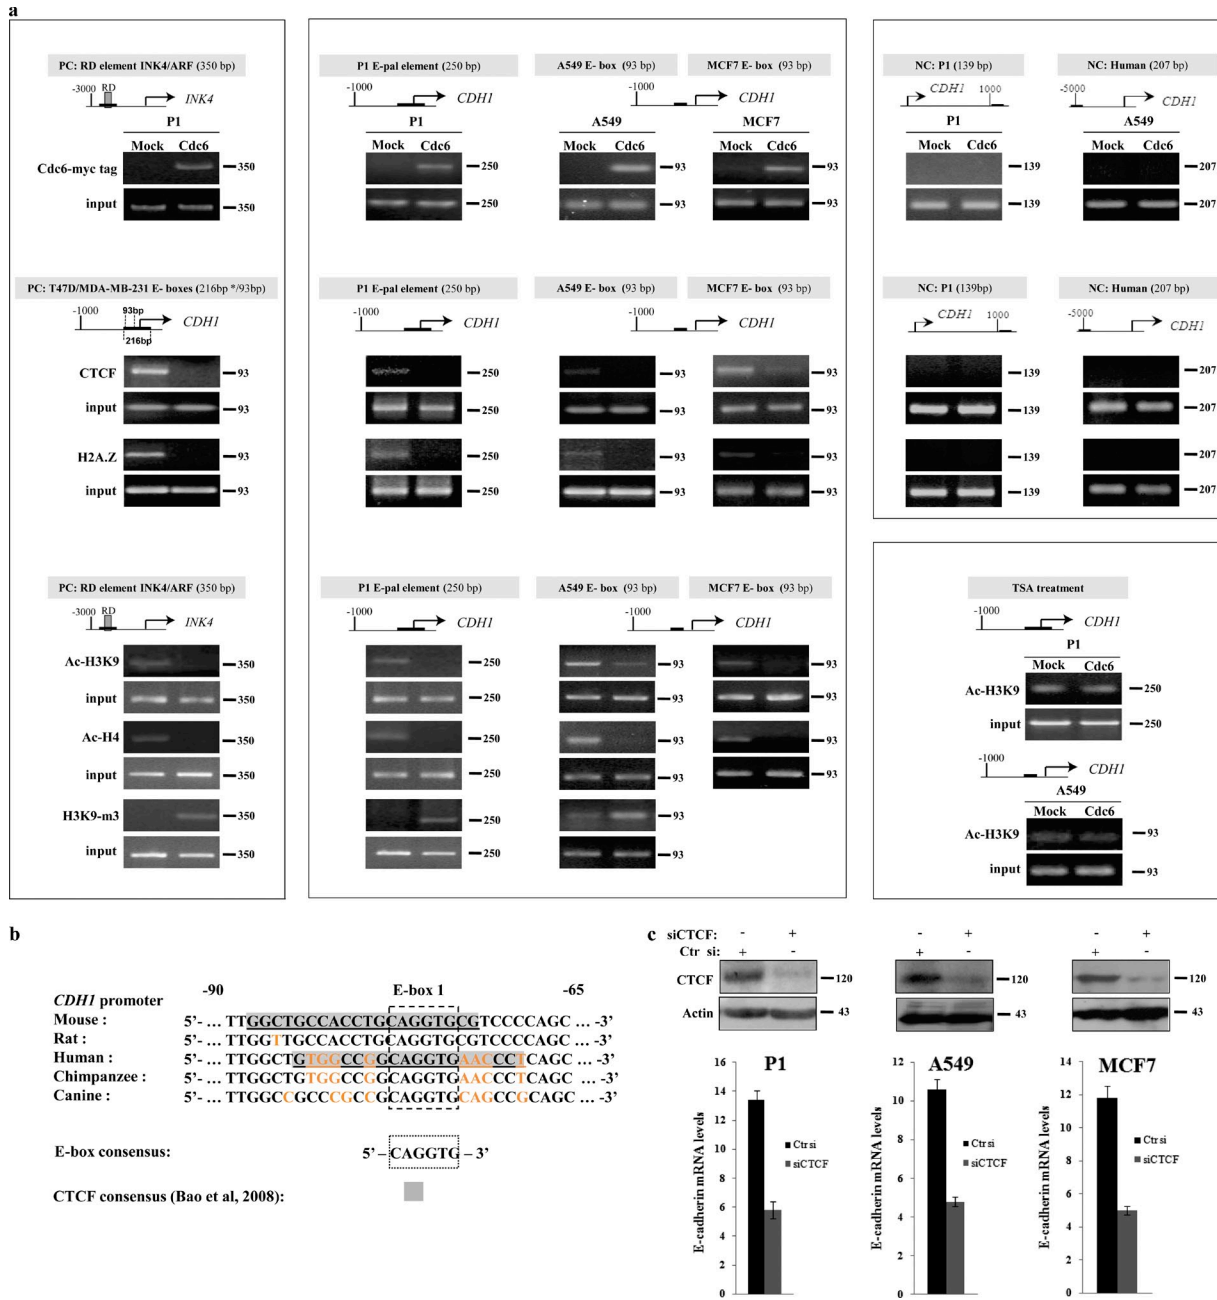 a
PC: RD element INK4/ARF (350 bp)
-3000 RD INK4
P1
Mock Cdc6
Cdc6-myc tag 350
input 350
P1 E-pal element (250 bp) A549 E- box (93 bp) MCF7 E- box (93 bp)
-1000 CDH1 -1000 CDH1
P1 A549 MCF7
Mock Cdc6 Mock Cdc6 Mock Cdc6
250 93 93
250 93 93
NC: P1 (139 bp) NC: Human (207 bp)
CDH1 1000 -5000 CDH1
P1 A549
Mock Cdc6 Mock Cdc6
139 207
139 207
PC: T47D/MDA-MB-231 E- boxes (216bp */93bp)
-1000 93bp CDH1
216bp
CTCF 93
input 93
H2A.Z 93
input 93
P1 E-pal element (250 bp) A549 E- box (93 bp) MCF7 E- box (93 bp)
-1000 CDH1 -1000 CDH1
250 93 93
250 93 93
250 93 93
250 93 93
NC: P1 (139bp) NC: Human (207 bp)
CDH1 1000 -5000 CDH1
139 207
139 207
139 207
139 207
PC: RD element INK4/ARF (350 bp)
-3000 RD INK4
Ac-H3K9 350
input 350
Ac-H4 350
input 350
H3K9-m3 350
input 350
P1 E-pal element (250 bp) A549 E- box (93 bp) MCF7 E- box (93 bp)
-1000 CDH1 -1000 CDH1
250 93 93
250 93 93
250 93 93
250 93 93
250 93
250 93
TSA treatment
-1000 CDH1
P1
Mock Cdc6
Ac-H3K9 250
input 250
-1000 CDH1
A549
Mock Cdc6
Ac-H3K9 93
input 93
b
-90 E-box 1 -65
CDH1 promoter
Mouse : 5'- ... TTGGCTGCCACCTGCAGGTGCGTCCCCAGC ... -3'
Rat : 5'- ... TTGGTTGCCACCTGCAGGTGCGTCCCCAGC ... -3'
Human : 5'- ... TTGGCTGTGGCCGGCAGGTGAACCCTCAGC ... -3'
Chimpanzee : 5'- ... TTGGCTGTGGCCGGCAGGTGAACCCTCAGC ... -3'
Canine : 5'- ... TTGGCCGCCCGCCGCAGGTGCAGCCGCAGC ... -3'
E-box consensus: 5' – CAGGTG – 3'
CTCF consensus (Bao et al, 2008):
c
siCTCF: - + - + - +
Ctr si: + - + - + -
CTCF 120 120 120
Actin 43 43 43
P1
E-cadherin mRNA levels
16
14
12
10
8
6
4
2
0
Ctrsi
siCTCF
A549
E-cadherin mRNA levels
12
10
8
6
4
2
0
Ctrsi
siCTCF
MCF7
E-cadherin mRNA levels
14
12
10
8
6
4
2
0
Ctrsi
siCTCF